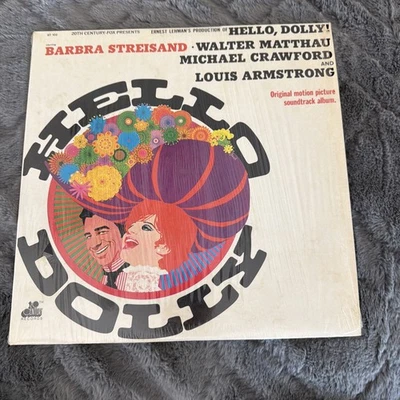 20TH CENTURY-FOX PRESENTS ERNEST LEHMAN'S PRODUCTION OF HELLO, DOLLY!
BARBRA STREISAND · WALTER MATTHAU
MICHAEL CRAWFORD
AND
LOUIS ARMSTRONG
Original motion picture
soundtrack album.
HELLO
DOLLY
RECORDS